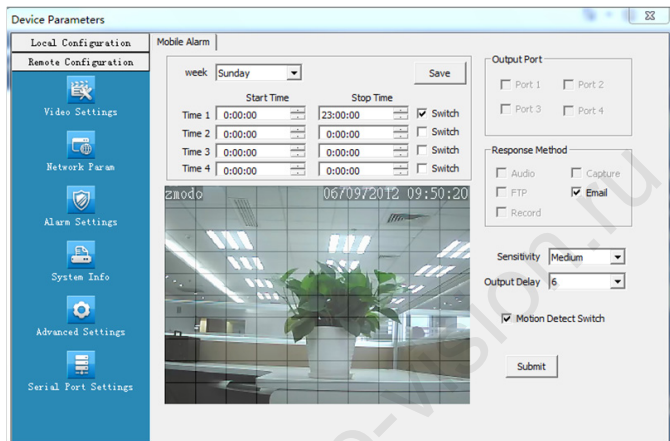 Device Parameters
Local Configuration
Remote Configuration
Video Settings
Network Param
Alarm Settings
System Info
Advanced Settings
Serial Port Settings
Mobile Alarm
week Sunday Save
Start Time Stop Time
Time 1 0:00:00 23:00:00 Switch
Time 2 0:00:00 0:00:00 Switch
Time 3 0:00:00 0:00:00 Switch
Time 4 0:00:00 0:00:00 Switch
zmodo 06/09/2012 09:50:20
Output Port
Port 1 Port 2
Port 3 Port 4
Response Method
Audio Capture
FTP Email
Record
Sensitivity Medium
Output Delay 6
Motion Detect Switch
Submit
o-vision.ru